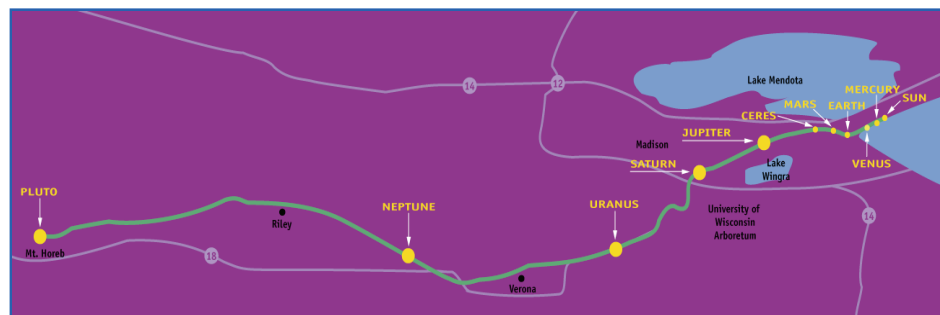 Lake Mendota
14
12
MERCURY
SUN
MARS
EARTH
CERES
JUPITER
Madison
SATURN
Lake
Wingra
VENUS
PLUTO
NEPTUNE
URANUS
Riley
University of
Wisconsin
Arboretum
14
Mt. Horeb
18
Verona